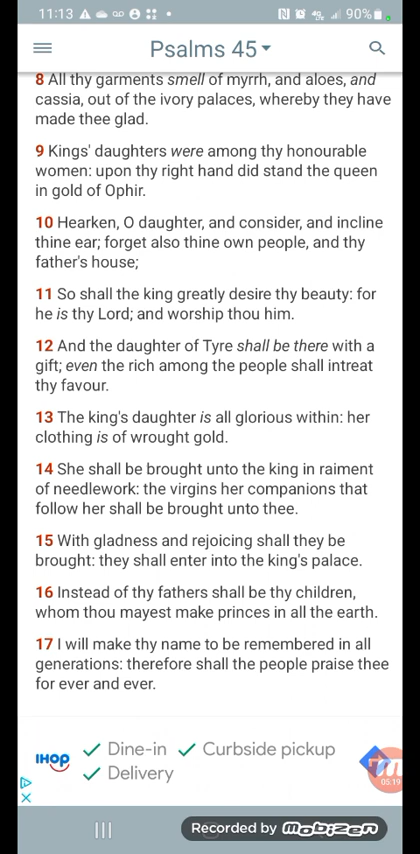 11:13 90%
Psalms 45
8 All thy garments smell of myrrh, and aloes, and
cassia, out of the ivory palaces, whereby they have
made thee glad.
9 Kings' daughters were among thy honourable
women: upon thy right hand did stand the queen
in gold of Ophir.
10 Hearken, O daughter, and consider, and incline
thine ear; forget also thine own people, and thy
father's house;
11 So shall the king greatly desire thy beauty: for
he is thy Lord; and worship thou him.
12 And the daughter of Tyre shall be there with a
gift; even the rich among the people shall intreat
thy favour.
13 The king's daughter is all glorious within: her
clothing is of wrought gold.
14 She shall be brought unto the king in raiment
of needlework: the virgins her companions that
follow her shall be brought unto thee.
15 With gladness and rejoicing shall they be
brought: they shall enter into the king's palace.
16 Instead of thy fathers shall be thy children,
whom thou mayest make princes in all the earth.
17 I will make thy name to be remembered in all
generations: therefore shall the people praise thee
for ever and ever.
IHOP Dine-in Curbside pickup
Delivery
05:19
Recorded by mobizen